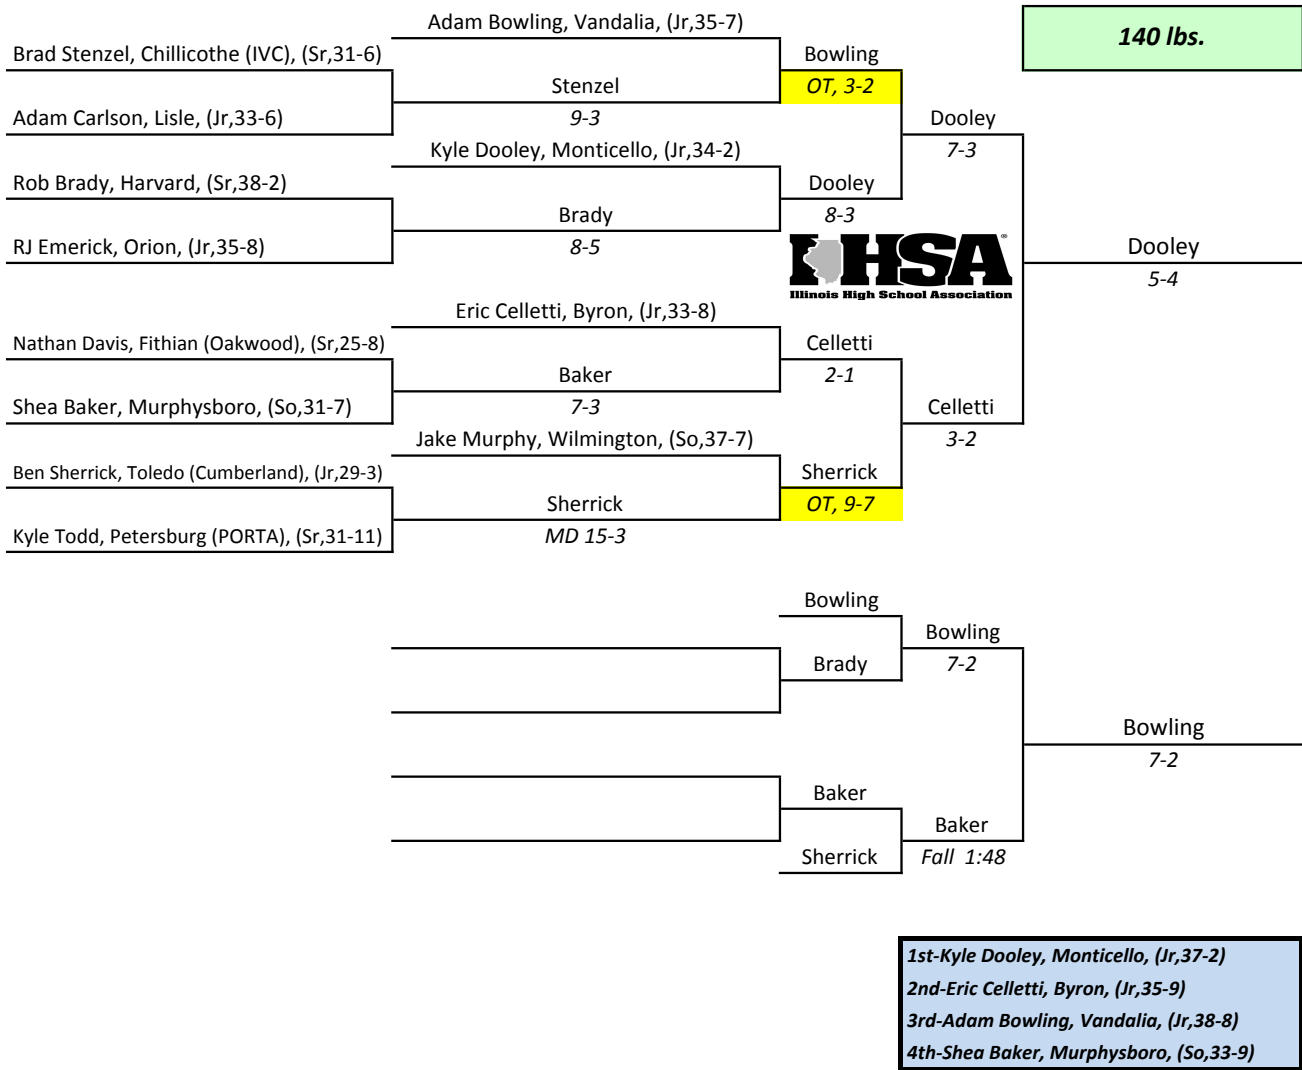 Adam Bowling, Vandalia, (Jr,35-7)
140 lbs.
Brad Stenzel, Chillicothe (IVC), (Sr,31-6)
Bowling
Stenzel
OT, 3-2
Adam Carlson, Lisle, (Jr,33-6)
9-3
Dooley
Kyle Dooley, Monticello, (Jr,34-2)
7-3
Rob Brady, Harvard, (Sr,38-2)
Dooley
Brady
8-3
RJ Emerick, Orion, (Jr,35-8)
8-5
IHSA®
Illinois High School Association
Dooley
5-4
Eric Celletti, Byron, (Jr,33-8)
Nathan Davis, Fithian (Oakwood), (Sr,25-8)
Celletti
Baker
2-1
Shea Baker, Murphysboro, (So,31-7)
7-3
Celletti
Jake Murphy, Wilmington, (So,37-7)
3-2
Ben Sherrick, Toledo (Cumberland), (Jr,29-3)
Sherrick
Sherrick
OT, 9-7
Kyle Todd, Petersburg (PORTA), (Sr,31-11)
MD 15-3
Bowling
Bowling
Brady
7-2
Bowling
7-2
Baker
Baker
Sherrick
Fall 1:48
1st-Kyle Dooley, Monticello, (Jr,37-2)
2nd-Eric Celletti, Byron, (Jr,35-9)
3rd-Adam Bowling, Vandalia, (Jr,38-8)
4th-Shea Baker, Murphysboro, (So,33-9)